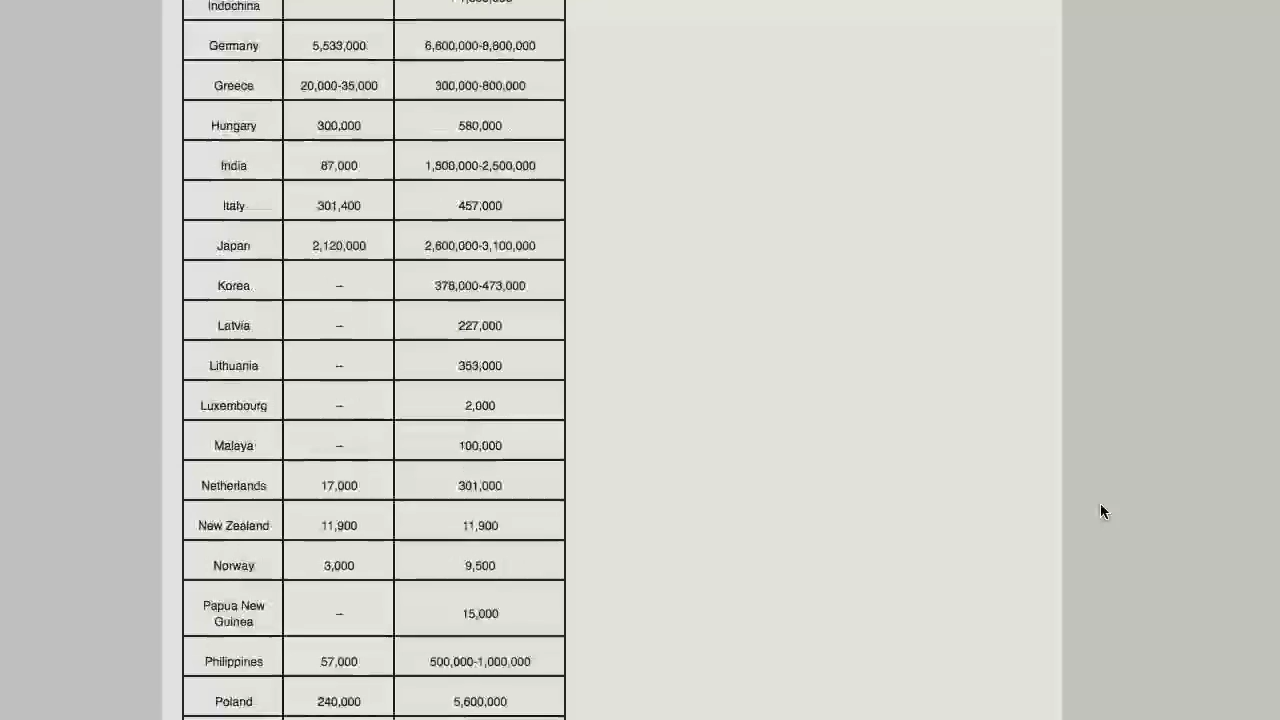 Indochina
Germany 5,533,000 6,600,000-8,800,000
Greece 20,000-35,000 300,000-800,000
Hungary 300,000 580,000
India 87,000 1,800,000-2,500,000
Italy 301,400 457,000
Japan 2,120,000 2,600,000-3,100,000
Korea – 378,000-473,000
Latvia – 227,000
Lithuania – 353,000
Luxembourg – 2,000
Malaya – 100,000
Netherlands 17,000 301,000
New Zealand 11,900 11,900
Norway 3,000 9,500
Papua New
Guinea – 15,000
Philippines 57,000 500,000-1,000,000
Poland 240,000 5,600,000